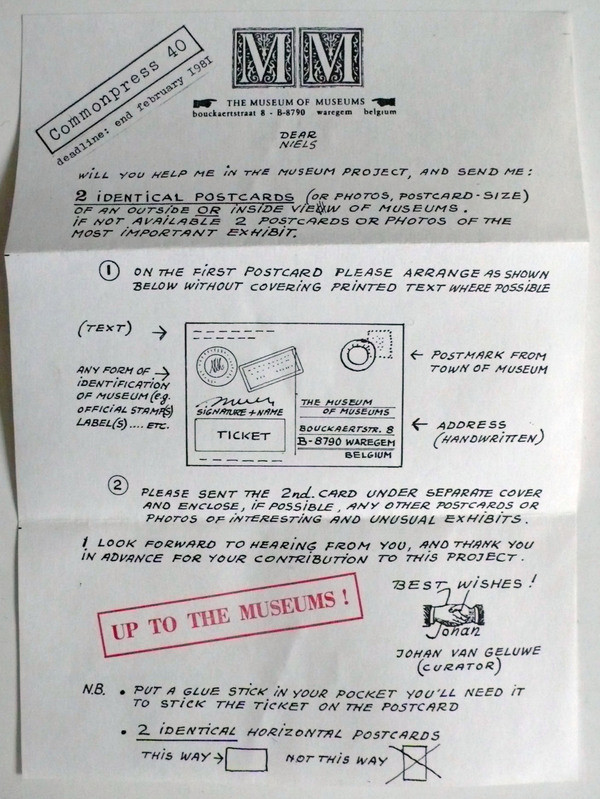 Commonpress 40
deadline: end february 1981
MM
THE MUSEUM OF MUSEUMS
bouckaertstraat 8 - B-8790 waregem belgium
DEAR
NIELS
WILL YOU HELP ME IN THE MUSEUM PROJECT, AND SEND ME:
2 IDENTICAL POSTCARDS (OR PHOTOS, POSTCARD-SIZE)
OF AN OUTSIDE OR INSIDE VIEW OF MUSEUMS.
IF NOT AVAILABLE 2 POSTCARDS OR PHOTOS OF THE
MOST IMPORTANT EXHIBIT.
1 ON THE FIRST POSTCARD PLEASE ARRANGE AS SHOWN
BELOW WITHOUT COVERING PRINTED TEXT WHERE POSSIBLE
(TEXT) →
ANY FORM OF →
IDENTIFICATION
OF MUSEUM (e.g.
OFFICIAL STAMP(S)
LABEL(S).... ETC.
MM
SIGNATURE + NAME
TICKET
THE MUSEUM
OF MUSEUMS
BOUCKAERTSTR. 8
B-8790 WAREGEM
BELGIUM
← POSTMARK FROM
TOWN OF MUSEUM
← ADDRESS
(HANDWRITTEN)
2 PLEASE SENT THE 2nd. CARD UNDER SEPARATE COVER
AND ENCLOSE, IF POSSIBLE, ANY OTHER POSTCARDS OR
PHOTOS OF INTERESTING AND UNUSUAL EXHIBITS.
I LOOK FORWARD TO HEARING FROM YOU, AND THANK YOU
IN ADVANCE FOR YOUR CONTRIBUTION TO THIS PROJECT.
UP TO THE MUSEUMS!
BEST WISHES!
Johan
JOHAN VAN GELUWE
(CURATOR)
N.B. • PUT A GLUE STICK IN YOUR POCKET YOU'LL NEED IT
TO STICK THE TICKET ON THE POSTCARD
• 2 IDENTICAL HORIZONTAL POSTCARDS
THIS WAY → NOT THIS WAY